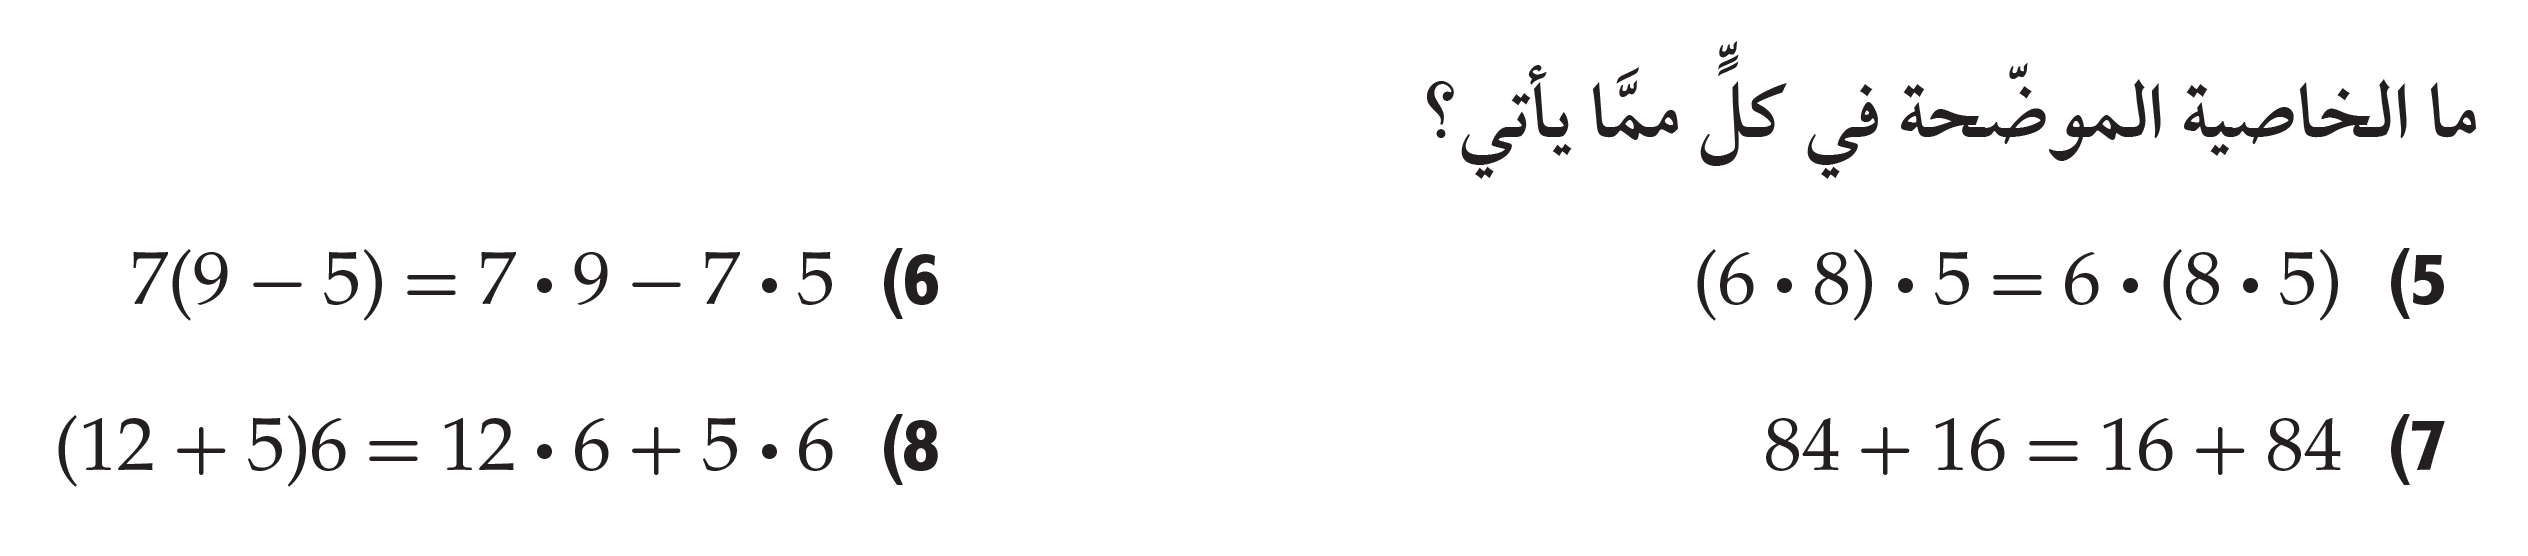 ما الخاصية الموضّحة في كلٍّ ممَّا يأتي؟
(5 (6 • 8) • 5 = 6 • (8 • 5)
(6 7(9 − 5) = 7 • 9 − 7 • 5
(7 84 + 16 = 16 + 84
(8 (12 + 5)6 = 12 • 6 + 5 • 6